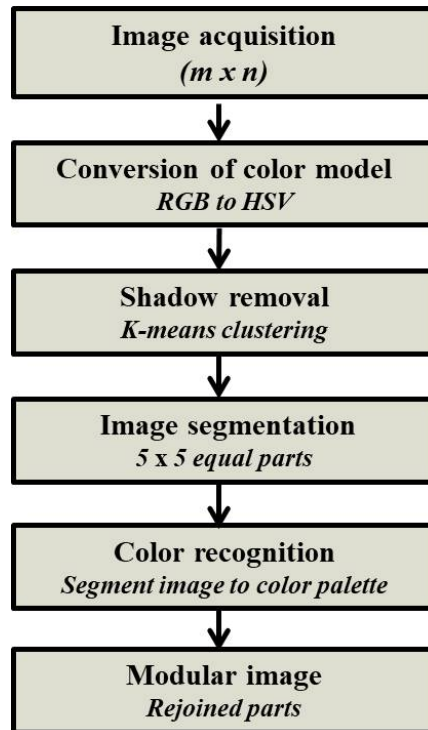 Image acquisition
(m x n)
Conversion of color model
RGB to HSV
Shadow removal
K-means clustering
Image segmentation
5 x 5 equal parts
Color recognition
Segment image to color palette
Modular image
Rejoined parts